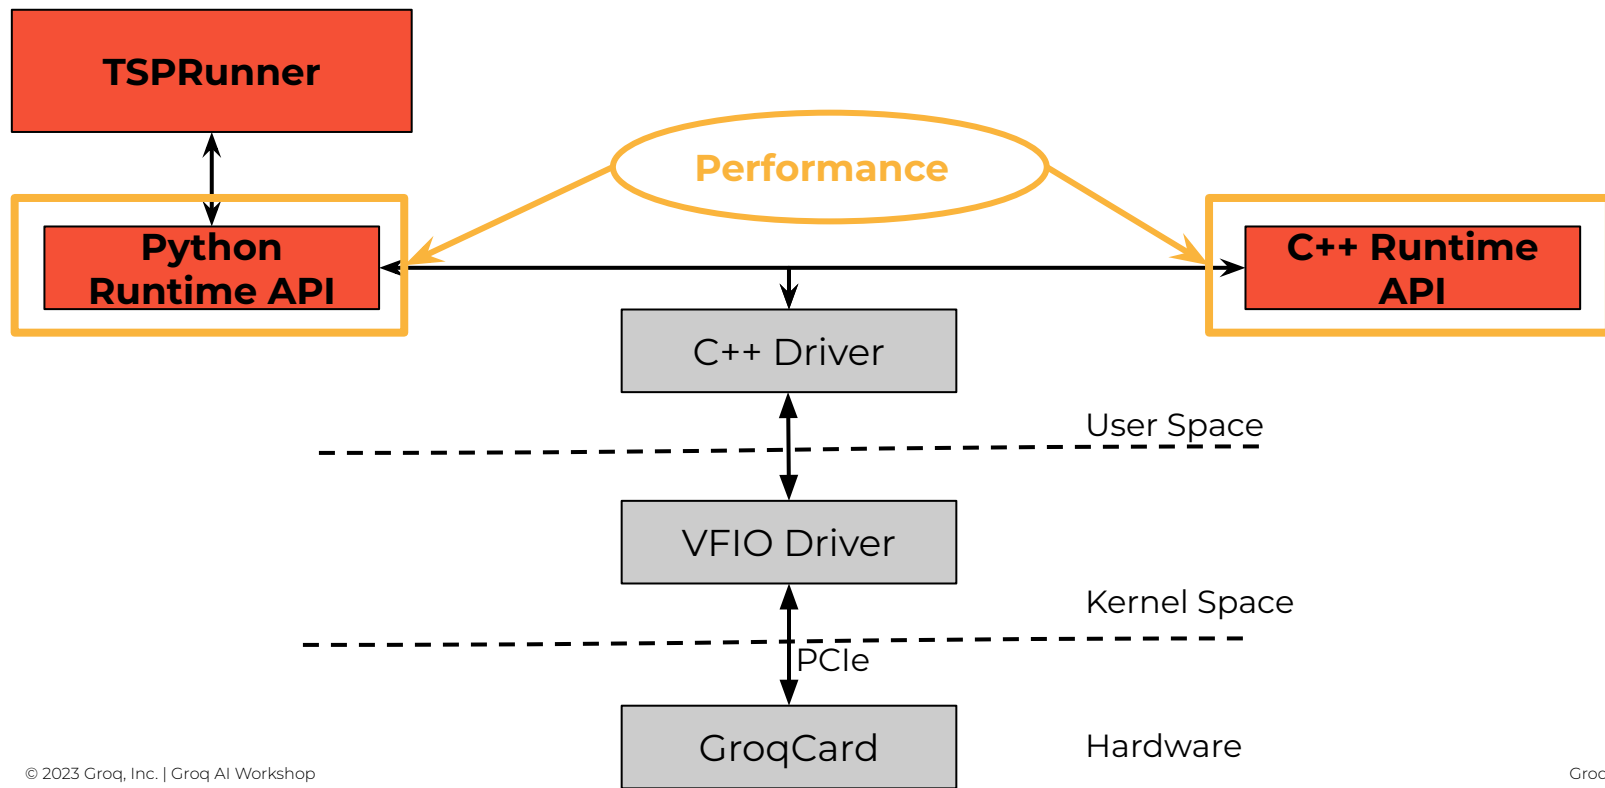 TSPRunner
Performance
Python
Runtime API
C++ Runtime
API
C++ Driver
User Space
VFIO Driver
Kernel Space
PCIe
GroqCard
Hardware
© 2023 Groq, Inc. | Groq AI Workshop
Groq